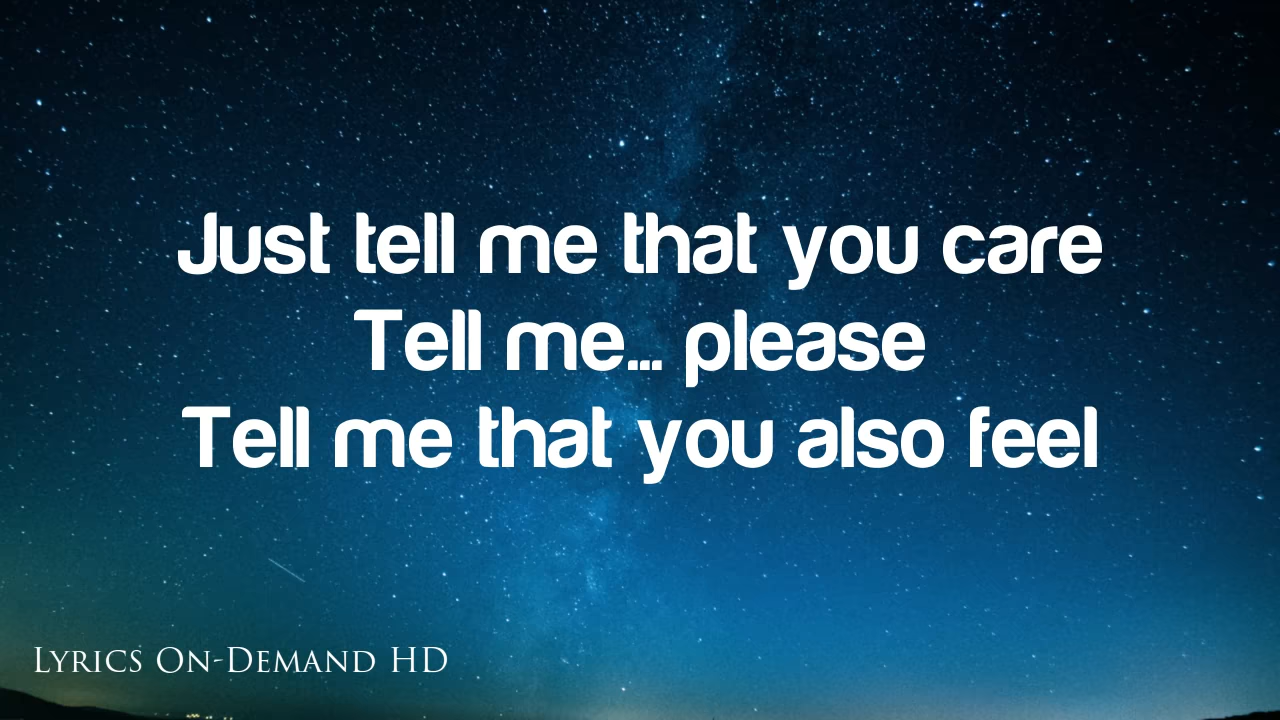 Just tell me that you care
Tell me... please
Tell me that you also feel
Lyrics On-Demand HD